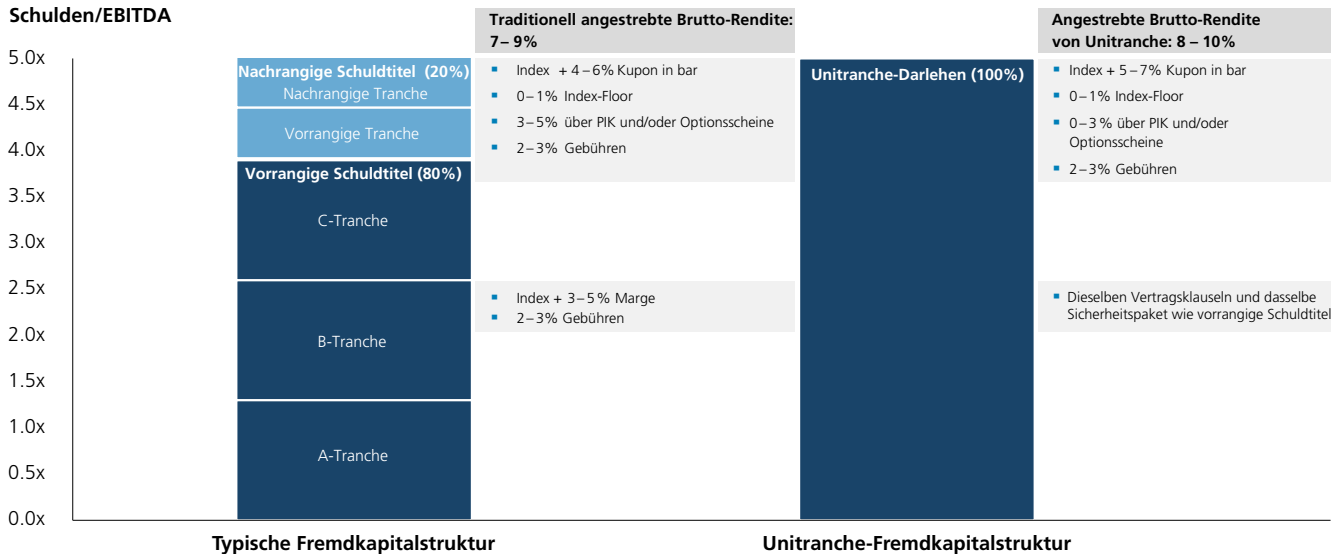 Schulden/EBITDA
5.0x
4.5x
4.0x
3.5x
3.0x
2.5x
2.0x
1.5x
1.0x
0.5x
0.0x
Nachrangige Schuldtitel (20%)
Nachrangige Tranche
Vorrangige Tranche
Vorrangige Schuldtitel (80%)
C-Tranche
B-Tranche
A-Tranche
Typische Fremdkapitalstruktur
Traditionell angestrebte Brutto-Rendite:
7–9%
Index + 4–6% Kupon in bar
0–1% Index-Floor
3–5% über PIK und/oder Optionsscheine
2–3% Gebühren
Index + 3–5% Marge
2–3% Gebühren
Unitranche-Darlehen (100%)
Unitranche-Fremdkapitalstruktur
Angestrebte Brutto-Rendite
von Unitranche: 8 – 10%
Index + 5–7% Kupon in bar
0–1% Index-Floor
0–3 % über PIK und/oder
Optionsscheine
2–3% Gebühren
Dieselben Vertragsklauseln und dasselbe
Sicherheitspaket wie vorrangige Schuldtitel